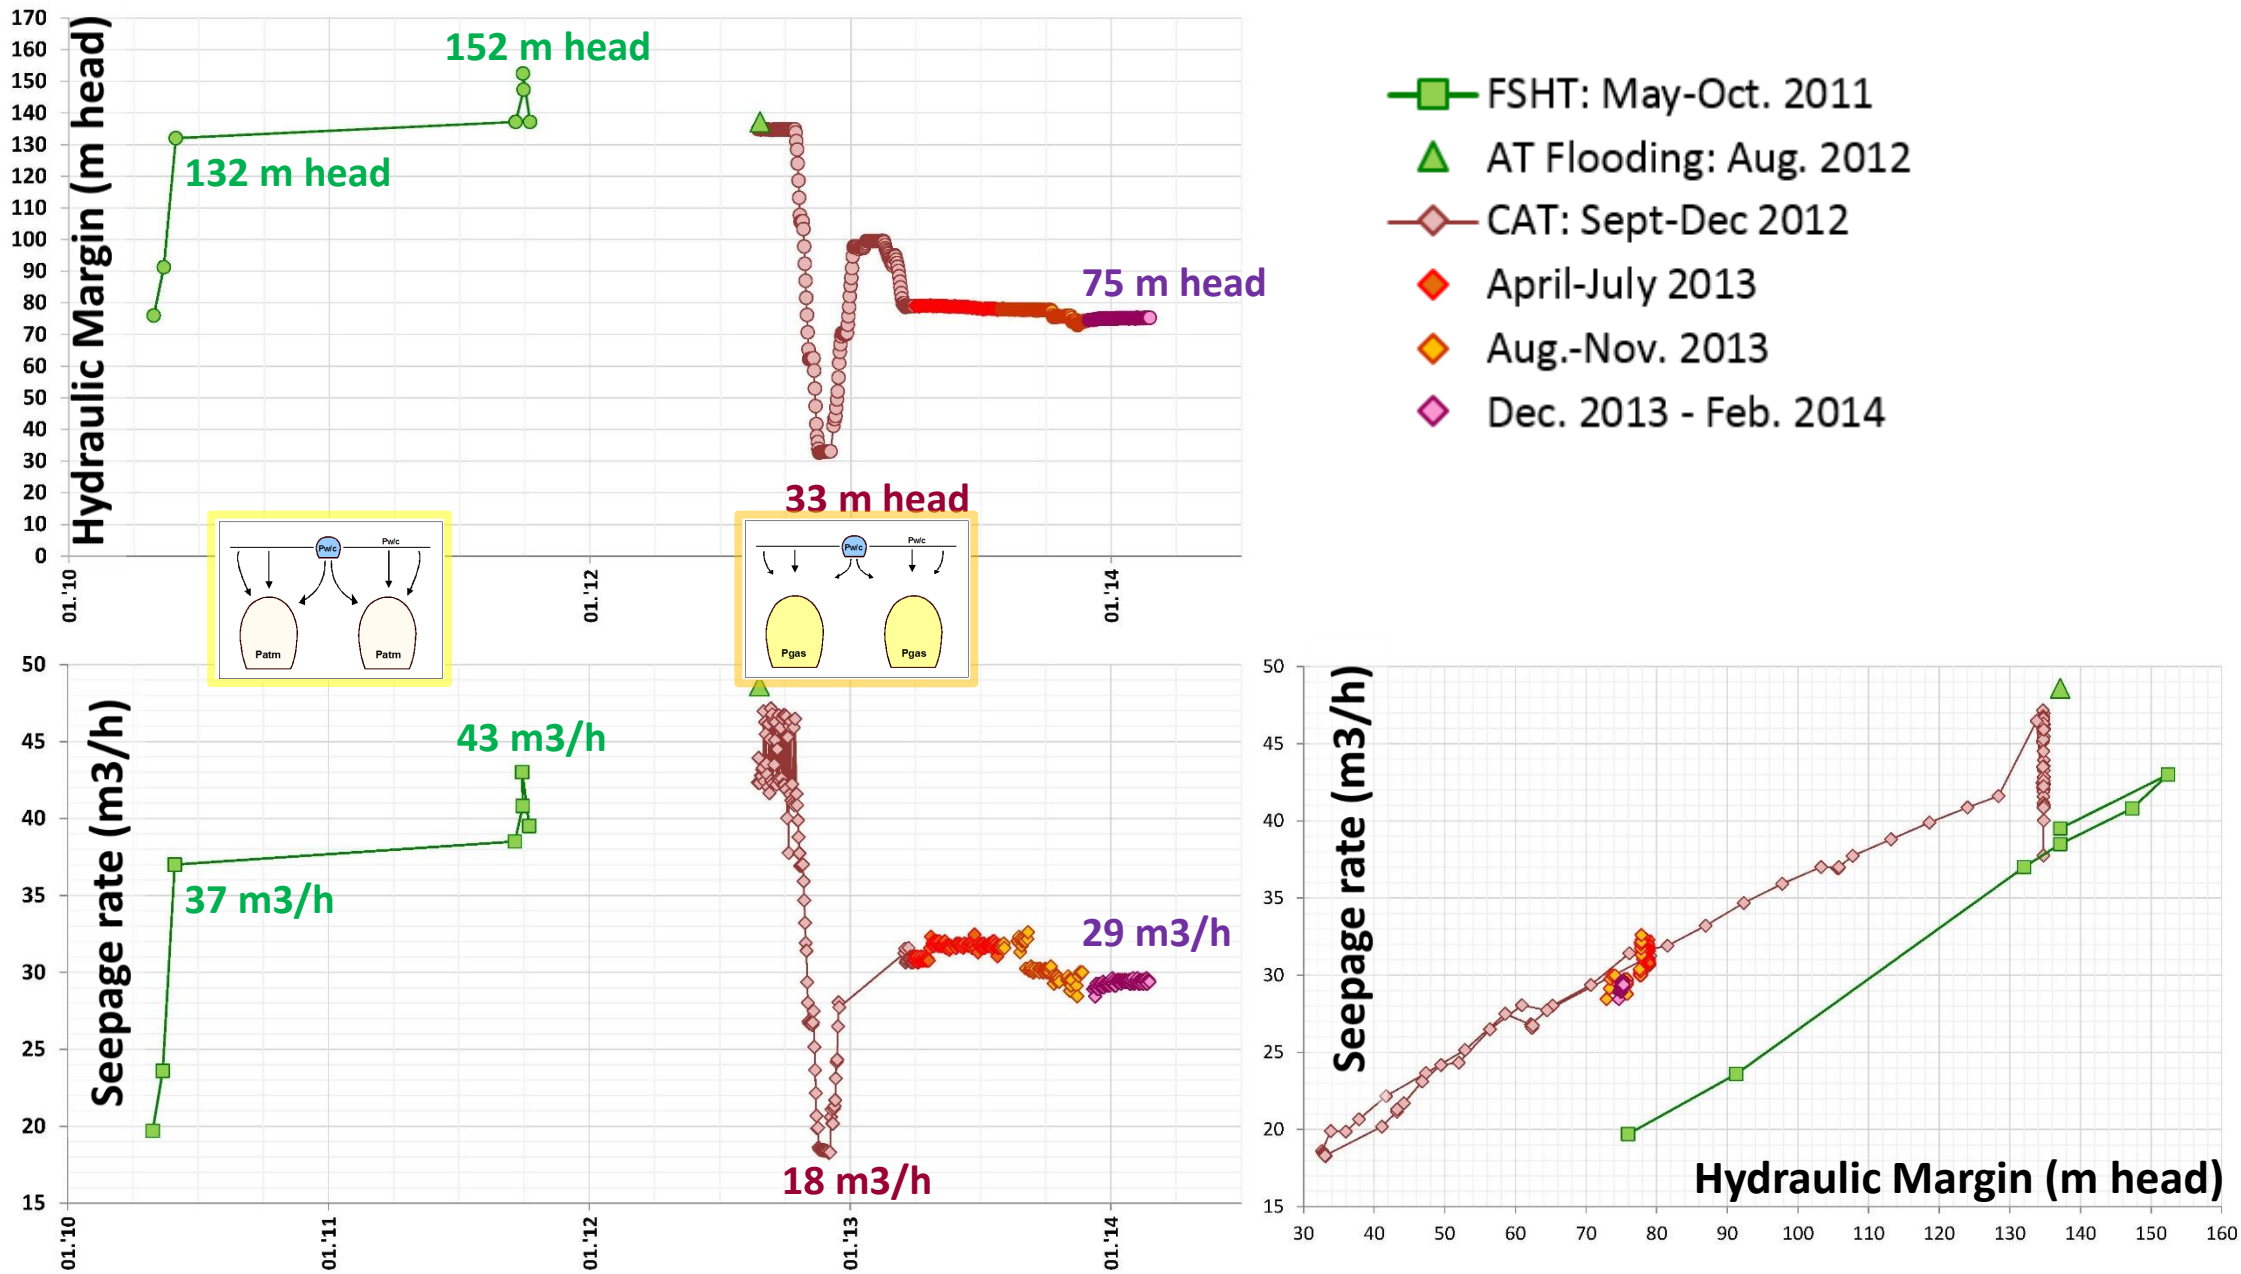 Hydraulic Margin (m head)
170
160
150
140
130
120
110
100
90
80
70
60
50
40
30
20
10
0
152 m head
132 m head
75 m head
33 m head
01.'10
01.'12
01.'14
FSHT: May-Oct. 2011
AT Flooding: Aug. 2012
CAT: Sept-Dec 2012
April-July 2013
Aug.-Nov. 2013
Dec. 2013 - Feb. 2014
Pw/c
Pw/c
Patm
Patm
Pw/c
Pw/c
Pgas
Pgas
Seepage rate (m3/h)
50
45
40
35
30
25
20
15
43 m3/h
37 m3/h
29 m3/h
18 m3/h
01.'10
01.'11
01.'12
01.'13
01.'14
Seepage rate (m3/h)
50
45
40
35
30
25
20
15
Hydraulic Margin (m head)
30
40
50
60
70
80
90
100
110
120
130
140
150
160